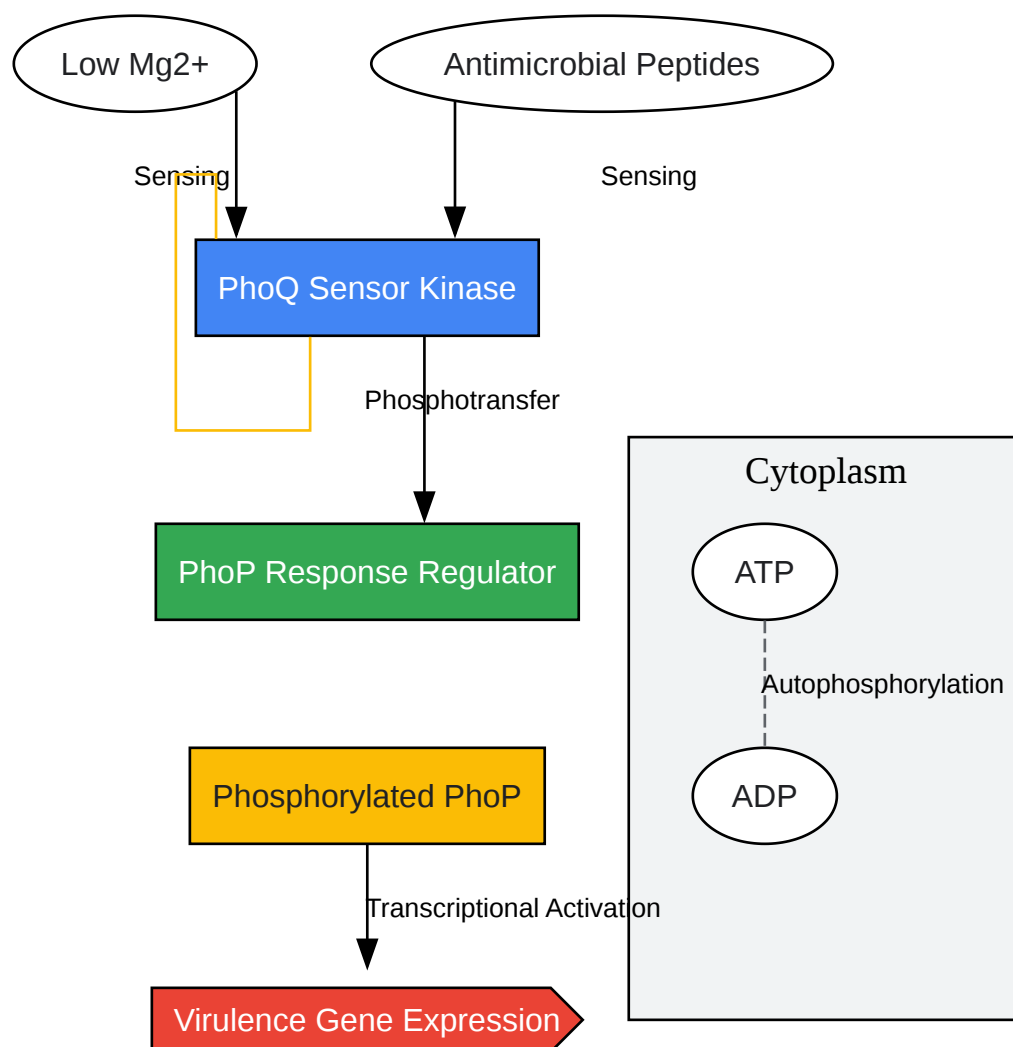 Low Mg2+
Antimicrobial Peptides
Sensing
Sensing
PhoQ Sensor Kinase
Phosphotransfer
Cytoplasm
PhoP Response Regulator
ATP
Autophosphorylation
Phosphorylated PhoP
ADP
Transcriptional Activation
Virulence Gene Expression